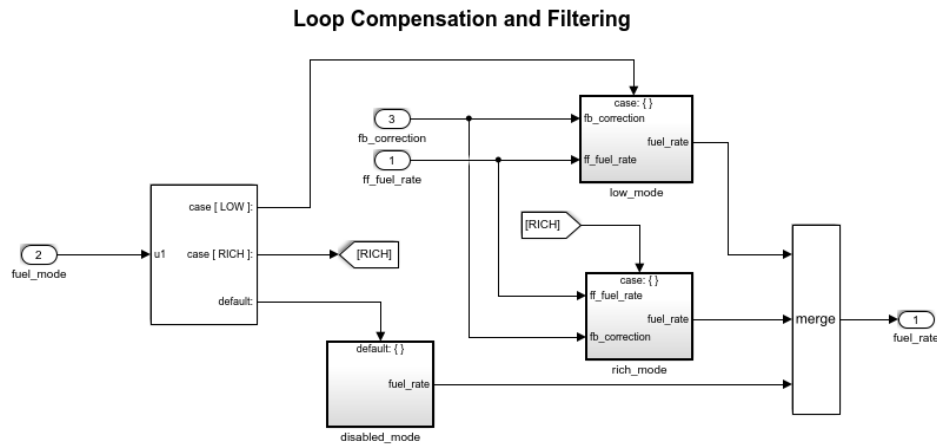 Loop Compensation and Filtering
case: { }
3
fb_correction
fb_correction
fuel_rate
1
ff_fuel_rate
ff_fuel_rate
low_mode
case [ LOW ]:
[RICH]
2
fuel_mode
u1
case [ RICH ]:
[RICH]
case: { }
ff_fuel_rate
default:
fuel_rate
fb_correction
rich_mode
merge
1
fuel_rate
default: { }
fuel_rate
disabled_mode